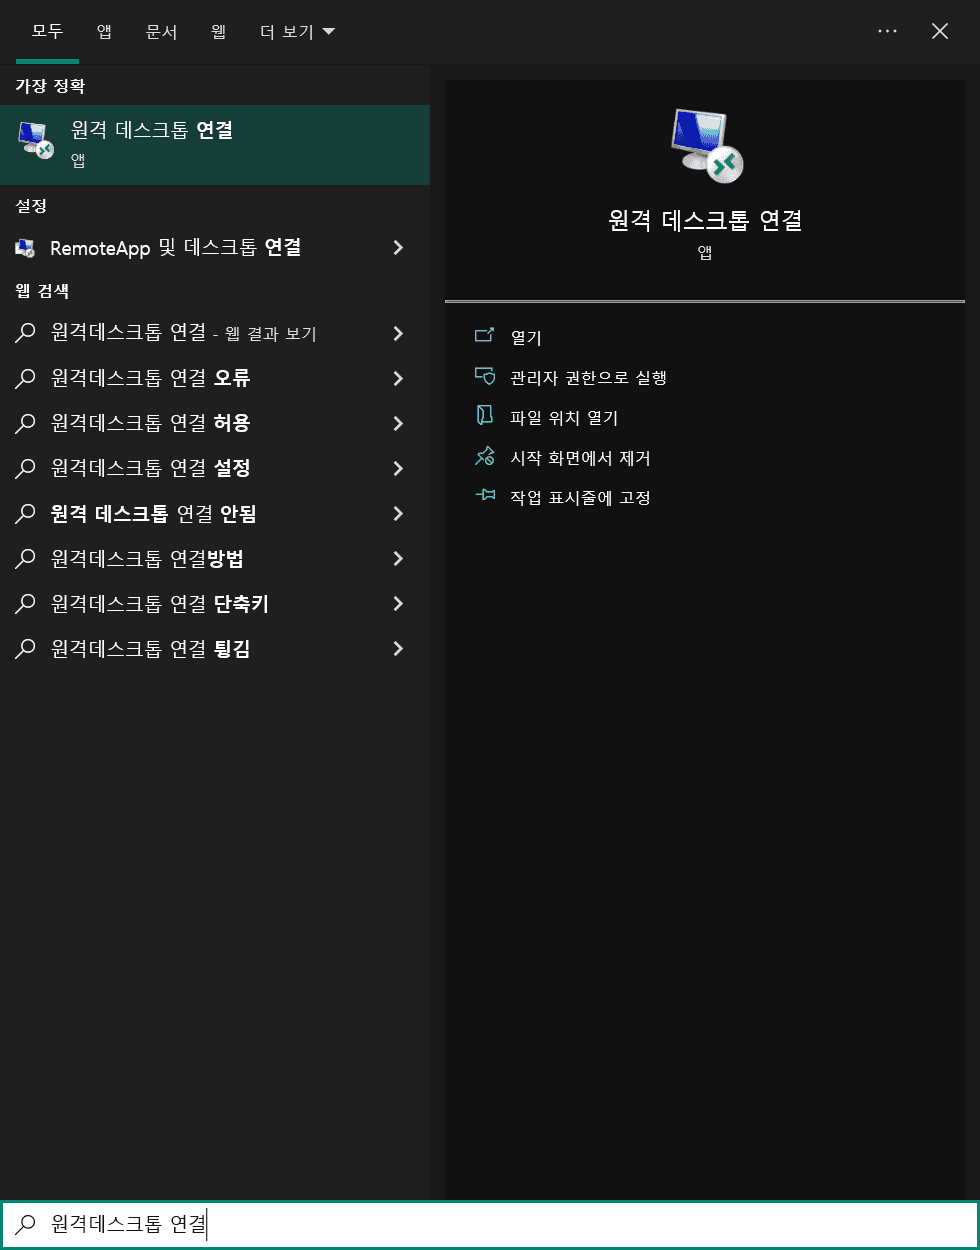 모두 앱 문서 웹 더 보기
가장 정확
원격 데스크톱 연결
앱
설정
RemoteApp 및 데스크톱 연결
웹 검색
원격데스크톱 연결 - 웹 결과 보기
원격데스크톱 연결 오류
원격데스크톱 연결 허용
원격데스크톱 연결 설정
원격 데스크톱 연결 안됨
원격데스크톱 연결방법
원격데스크톱 연결 단축키
원격데스크톱 연결 튕김
원격 데스크톱 연결
앱
열기
관리자 권한으로 실행
파일 위치 열기
시작 화면에서 제거
작업 표시줄에 고정
원격데스크톱 연결